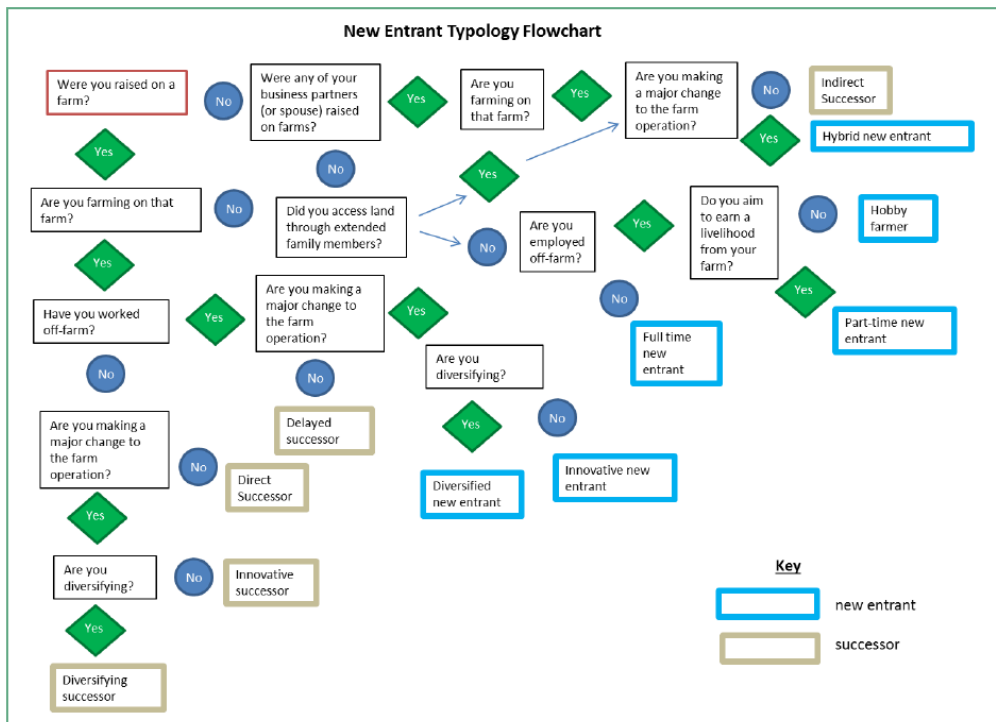 New Entrant Typology Flowchart
Were you raised on a
farm?
No
Were any of your
business partners
(or spouse) raised
on farms?
Yes
Are you
farming on
that farm?
Yes
Are you making
a major change
to the farm
operation?
No
Indirect
Successor
Yes
Hybrid new entrant
Yes
No
Yes
Are you farming on that
farm?
No
Did you access land
through extended
family members?
No
Are you
employed
off-farm?
Yes
Do you aim
to earn a
livelihood
from your
farm?
No
Hobby
farmer
Yes
Have you worked
off-farm?
Yes
Are you making a
major change to
the farm
operation?
Yes
No
Full time
new
entrant
Yes
Part-time new
entrant
No
No
Are you
diversifying?
Are you making a
major change to
the farm
operation?
No
Direct
Successor
Delayed
successor
Yes
No
Diversified
new entrant
Innovative new
entrant
Yes
Are you
diversifying?
No
Innovative
successor
Yes
Diversifying
successor
Key
new entrant
successor